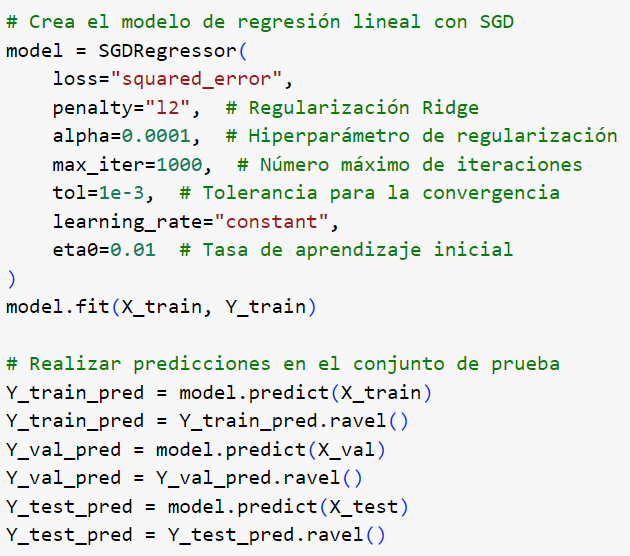 # Crea el modelo de regresión lineal con SGD
model = SGDRegressor(
    loss="squared_error",
    penalty="l2",  # Regularización Ridge
    alpha=0.0001,  # Hiperparámetro de regularización
    max_iter=1000,  # Número máximo de iteraciones
    tol=1e-3,  # Tolerancia para la convergencia
    learning_rate="constant",
    eta0=0.01  # Tasa de aprendizaje inicial
)
model.fit(X_train, Y_train)

# Realizar predicciones en el conjunto de prueba
Y_train_pred = model.predict(X_train)
Y_train_pred = Y_train_pred.ravel()
Y_val_pred = model.predict(X_val)
Y_val_pred = Y_val_pred.ravel()
Y_test_pred = model.predict(X_test)
Y_test_pred = Y_test_pred.ravel()